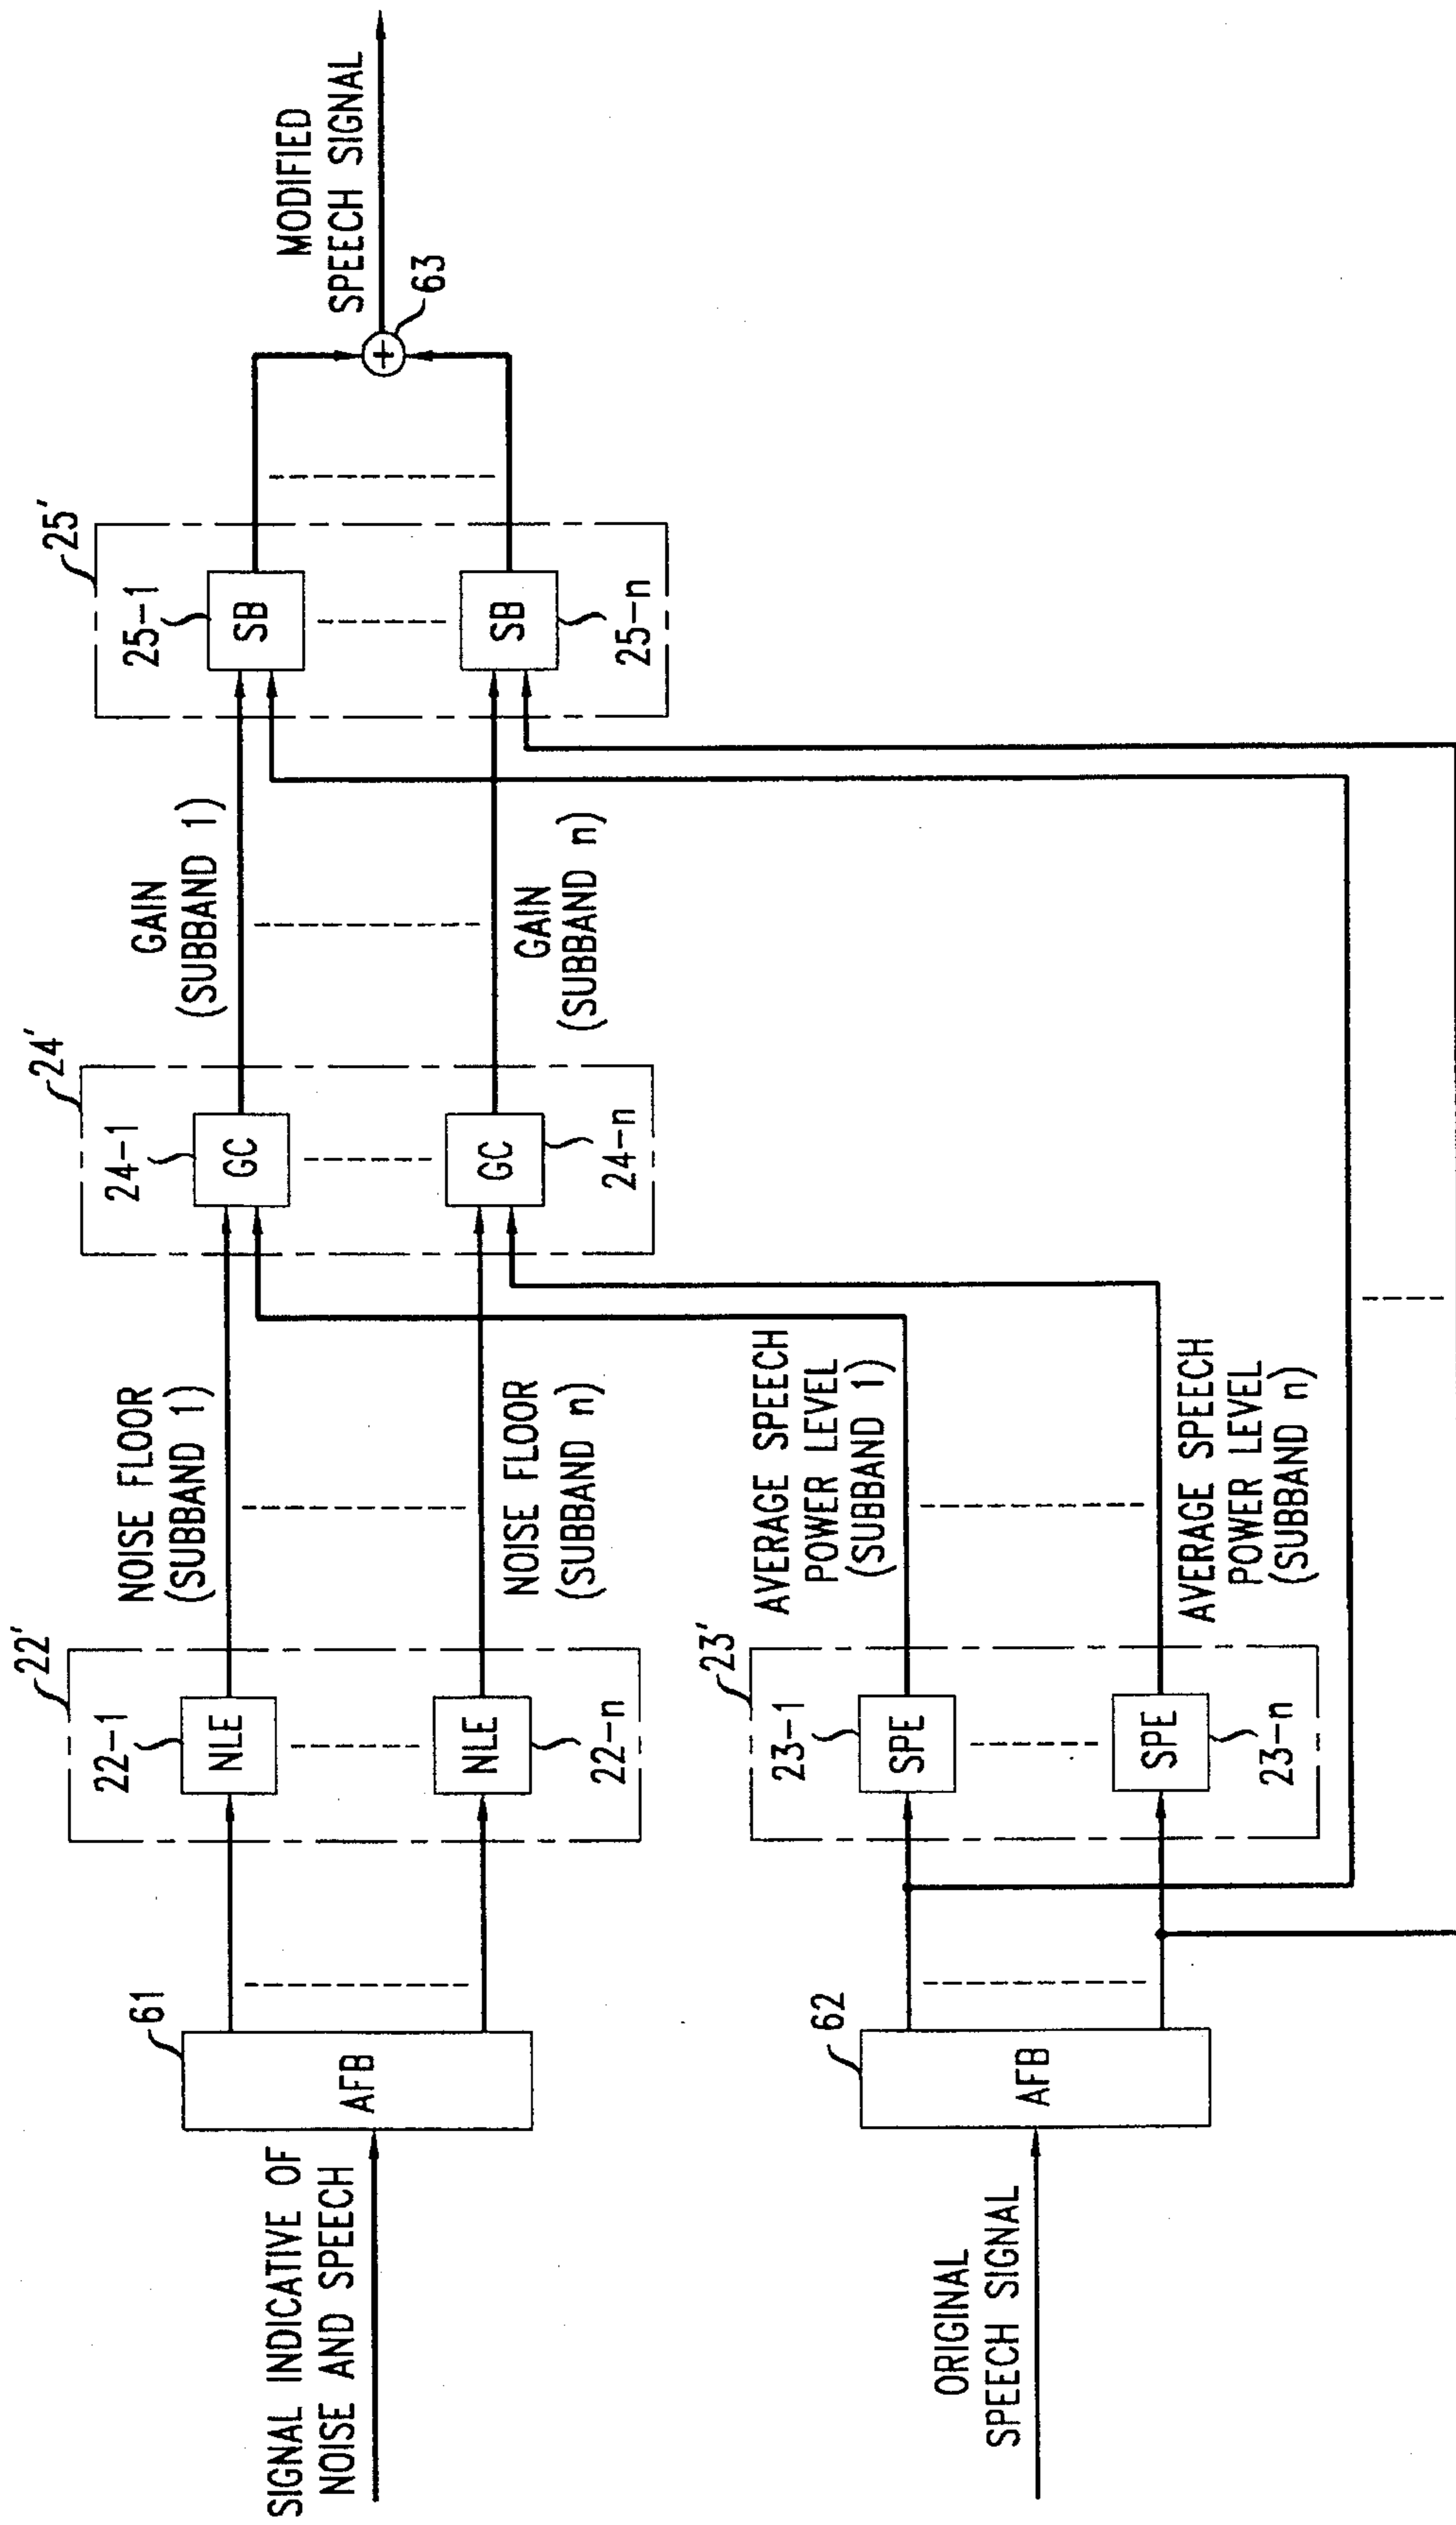 SIGNAL INDICATIVE OF
NOISE AND SPEECH
61
AFB
22'
22-1
NLE
NLE
22-n
NOISE FLOOR
(SUBBAND 1)
NOISE FLOOR
(SUBBAND n)
24'
24-1
GC
GC
24-n
GAIN
(SUBBAND 1)
GAIN
(SUBBAND n)
25'
25-1
SB
SB
25-n
+
63
MODIFIED
SPEECH SIGNAL
ORIGINAL
SPEECH SIGNAL
62
AFB
23'
23-1
SPE
SPE
23-n
AVERAGE SPEECH
POWER LEVEL
(SUBBAND 1)
AVERAGE SPEECH
POWER LEVEL
(SUBBAND n)